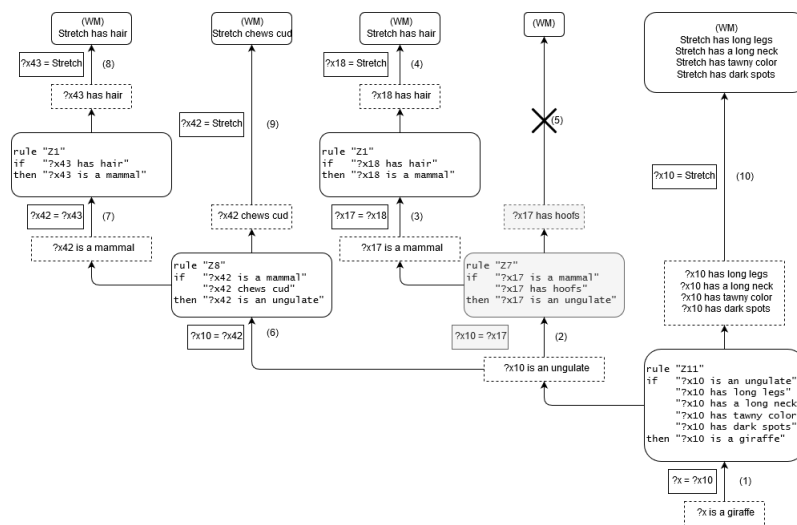 (WM)
Stretch has hair
(WM)
Stretch chews cud
(WM)
Stretch has hair
(WM)
(WM)
Stretch has long legs
Stretch has a long neck
Stretch has tawny color
Stretch has dark spots
?x43 = Stretch
(8)
?x18 = Stretch
(4)
?x43 has hair
?x18 has hair
?x42 = Stretch
(9)
(5)
rule "Z1"
if "?x43 has hair"
then "?x43 is a mammal"
rule "Z1"
if "?x18 has hair"
then "?x18 is a mammal"
?x10 = Stretch
(10)
?x42 = ?x43
(7)
?x42 chews cud
?x17 = ?x18
(3)
?x17 has hoofs
?x42 is a mammal
?x17 is a mammal
rule "Z8"
if "?x42 is a mammal"
"?x42 chews cud"
then "?x42 is an ungulate"
rule "Z7"
if "?x17 is a mammal"
"?x17 has hoofs"
then "?x17 is an ungulate"
?x10 has long legs
?x10 has a long neck
?x10 has tawny color
?x10 has dark spots
?x10 = ?x42
(6)
?x10 = ?x17
(2)
?x10 is an ungulate
rule "Z11"
if "?x10 is an ungulate"
"?x10 has long legs"
"?x10 has a long neck
"?x10 has tawny color
"?x10 has dark spots"
then "?x10 is a giraffe"
?x = ?x10
(1)
?x is a giraffe